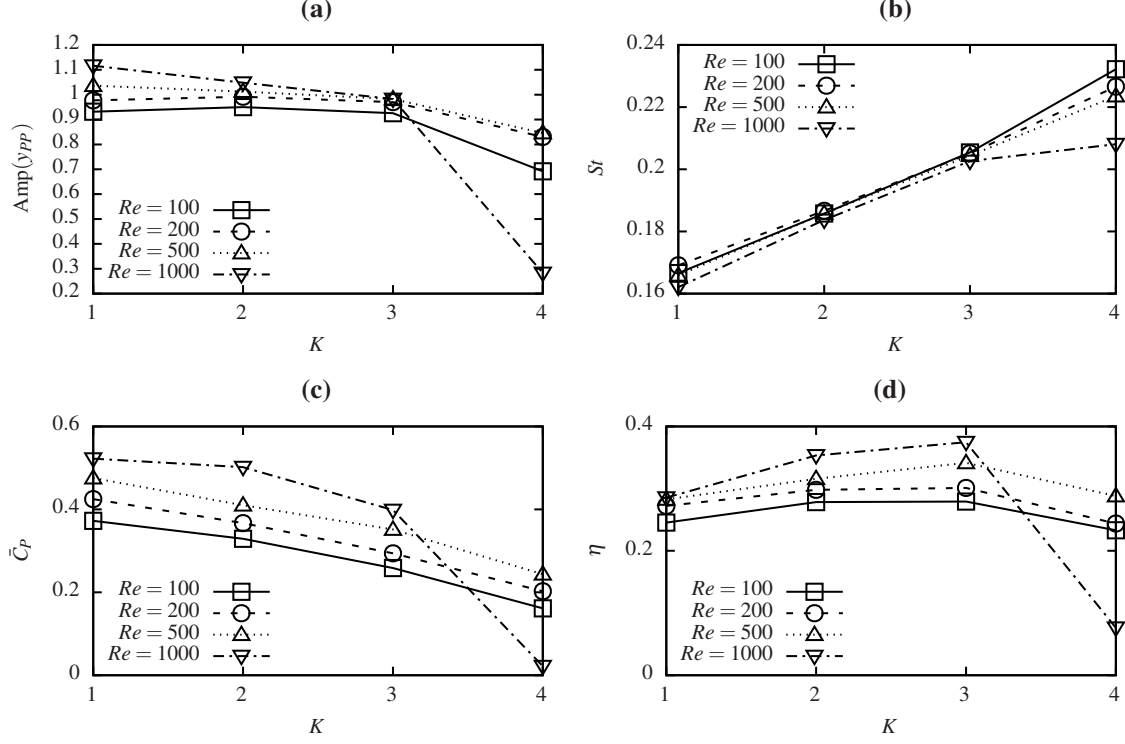 (a)
1.2
1.1
1
0.9
0.8
0.7
0.6
0.5
0.4
0.3
0.2
Amp(y_PP)
Re = 100
Re = 200
Re = 500
Re = 1000
1 2 3 4
K
(b)
0.24
0.22
0.2
0.18
0.16
St
Re = 100
Re = 200
Re = 500
Re = 1000
1 2 3 4
K
(c)
0.6
0.4
0.2
0
C̄_P
Re = 100
Re = 200
Re = 500
Re = 1000
1 2 3 4
K
(d)
0.4
0.2
0
η
Re = 100
Re = 200
Re = 500
Re = 1000
1 2 3 4
K